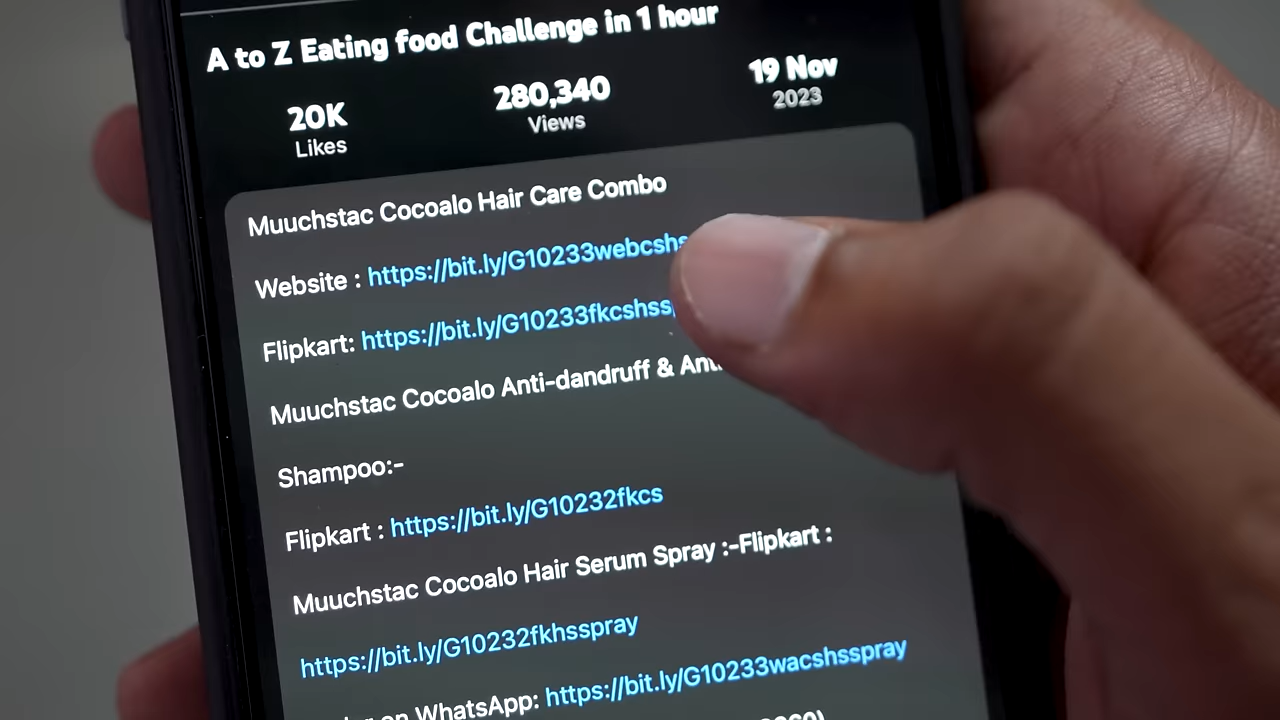 A to Z Eating food Challenge in 1 hour
20K 280,340 19 Nov
Likes Views 2023
Muuchstac Cocoalo Hair Care Combo
Website : https://bit.ly/G10233webcshs
Flipkart: https://bit.ly/G10233fkcshss
Muuchstac Cocoalo Anti-dandruff &
Shampoo:-
Flipkart : https://bit.ly/G10232fkcs
Muuchstac Cocoalo Hair Serum Spray :-Flipkart :
https://bit.ly/G10232fkhsspray
on WhatsApp: https://bit.ly/G10233wacshsspray